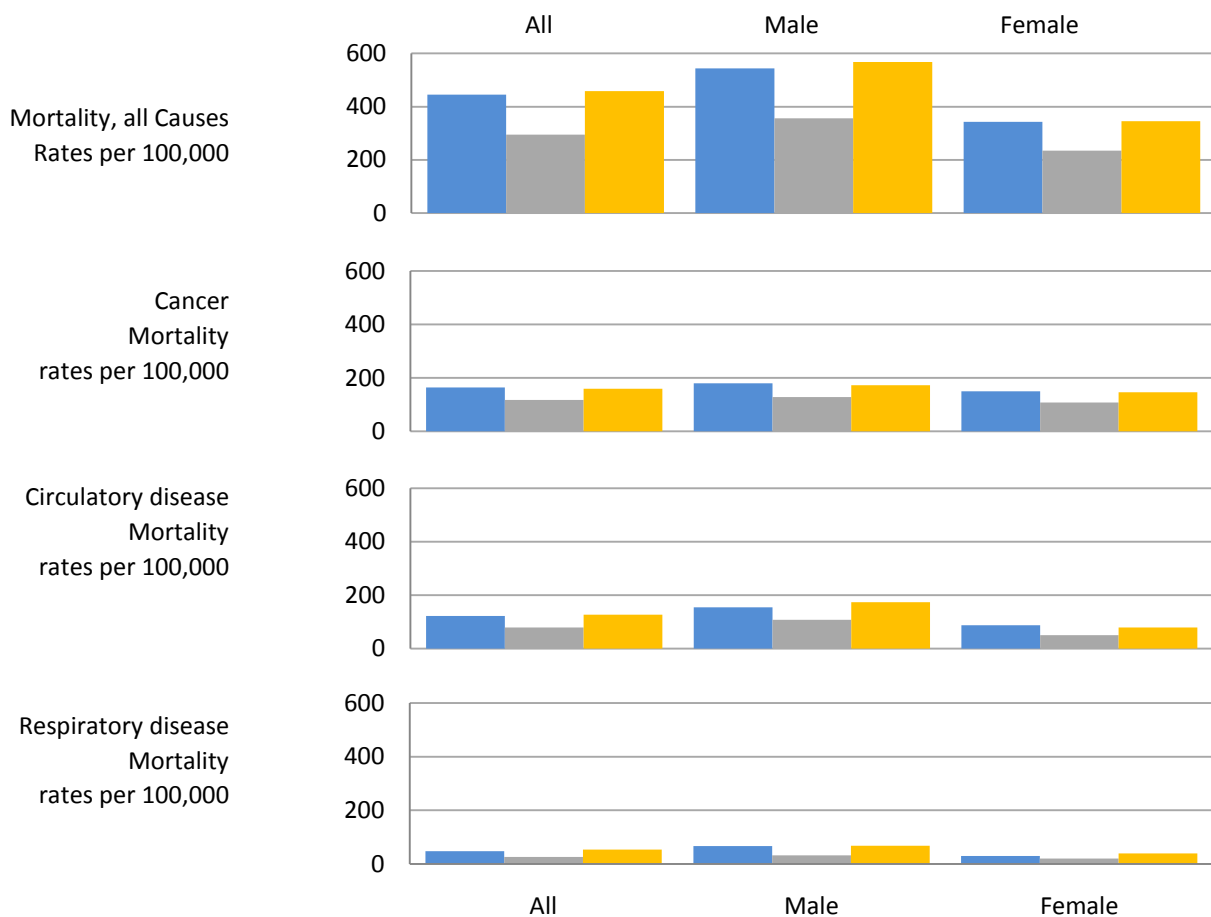 All Male Female
Mortality, all Causes
Rates per 100,000
600
400
200
0
Cancer
Mortality
rates per 100,000
600
400
200
0
Circulatory disease
Mortality
rates per 100,000
600
400
200
0
Respiratory disease
Mortality
rates per 100,000
600
400
200
0
All Male Female